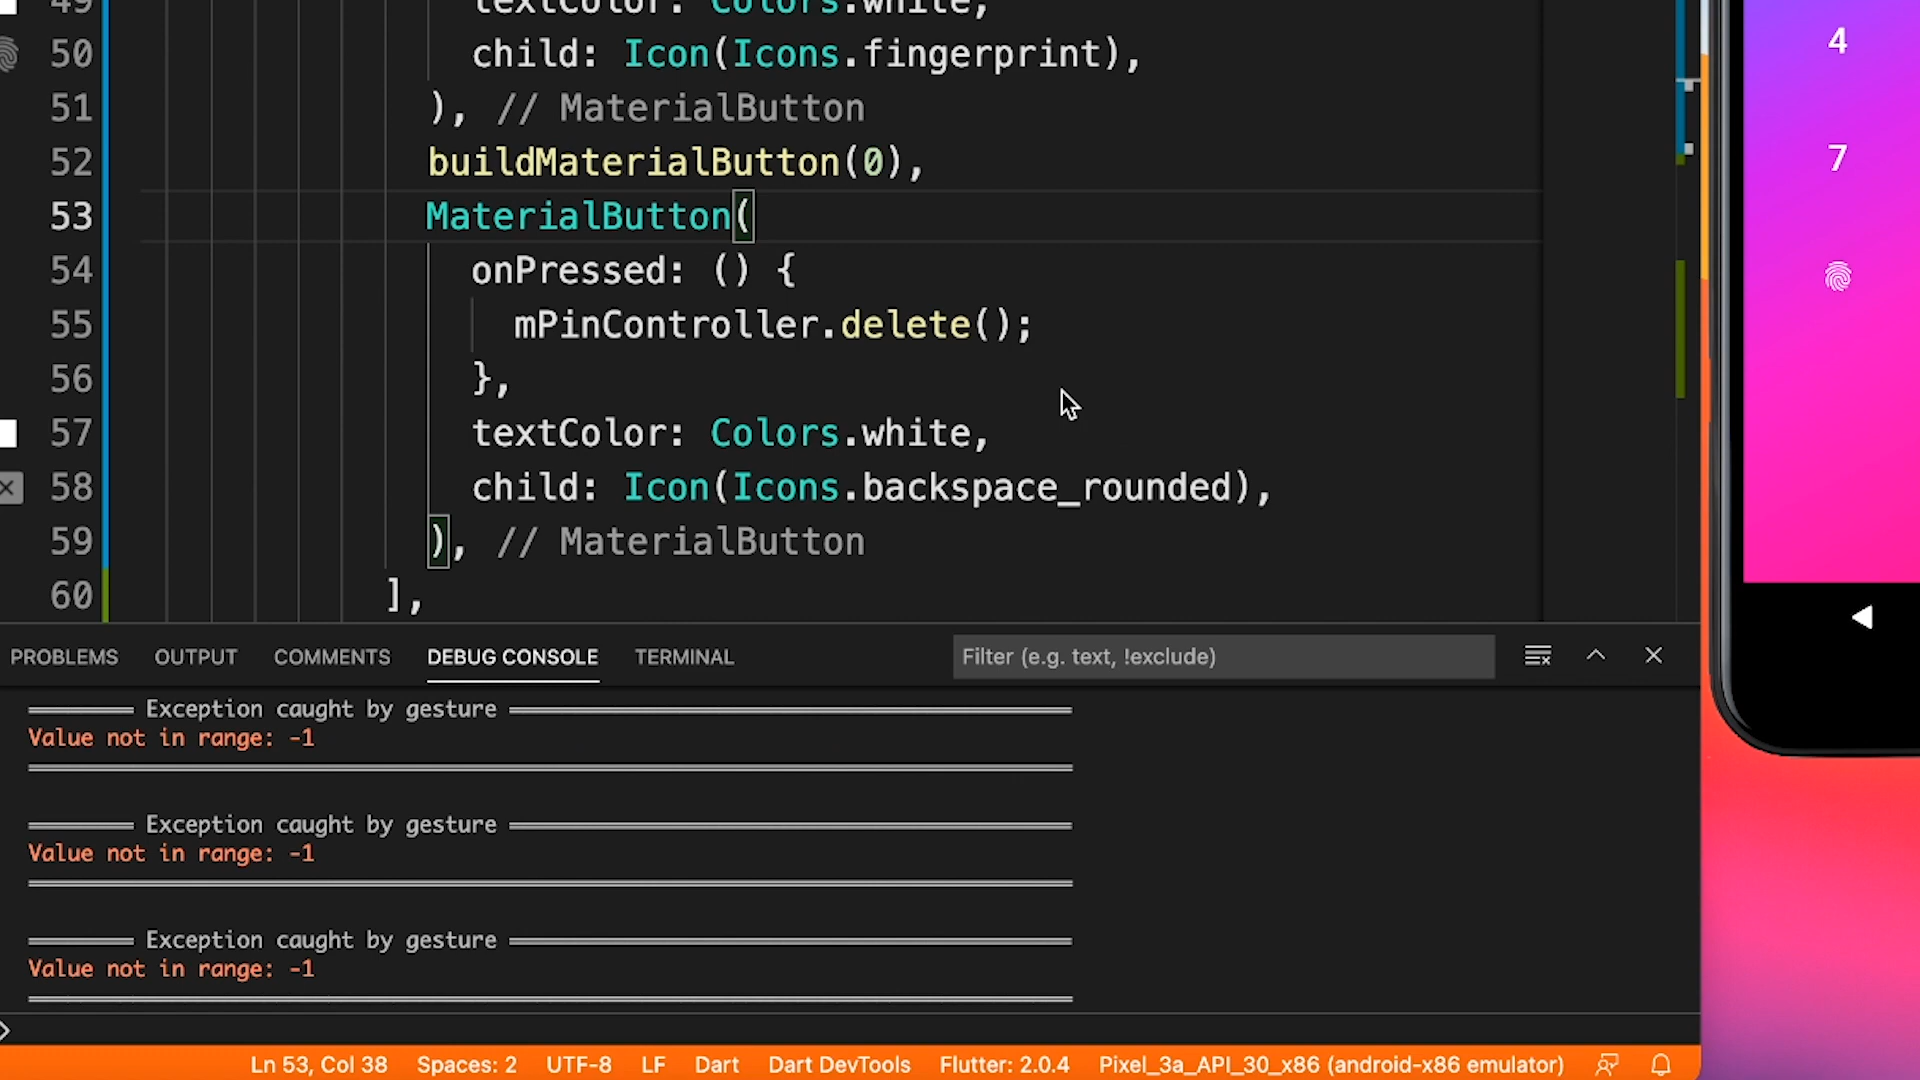 49 textColor: Colors.white,
50 child: Icon(Icons.fingerprint),
51 ), // MaterialButton
52 buildMaterialButton(0),
53 MaterialButton(
54 onPressed: () {
55 mPinController.delete();
56 },
57 textColor: Colors.white,
58 child: Icon(Icons.backspace_rounded),
59 ), // MaterialButton
60 ],
4
7
PROBLEMS OUTPUT COMMENTS DEBUG CONSOLE TERMINAL Filter (e.g. text, !exclude)
════════ Exception caught by gesture ═══════════════════════════════════════════
Value not in range: -1
════════════════════════════════════════════════════════════════════════════════
════════ Exception caught by gesture ═══════════════════════════════════════════
Value not in range: -1
════════════════════════════════════════════════════════════════════════════════
════════ Exception caught by gesture ═══════════════════════════════════════════
Value not in range: -1
════════════════════════════════════════════════════════════════════════════════
Ln 53, Col 38 Spaces: 2 UTF-8 LF Dart Dart DevTools Flutter: 2.0.4 Pixel_3a_API_30_x86 (android-x86 emulator)